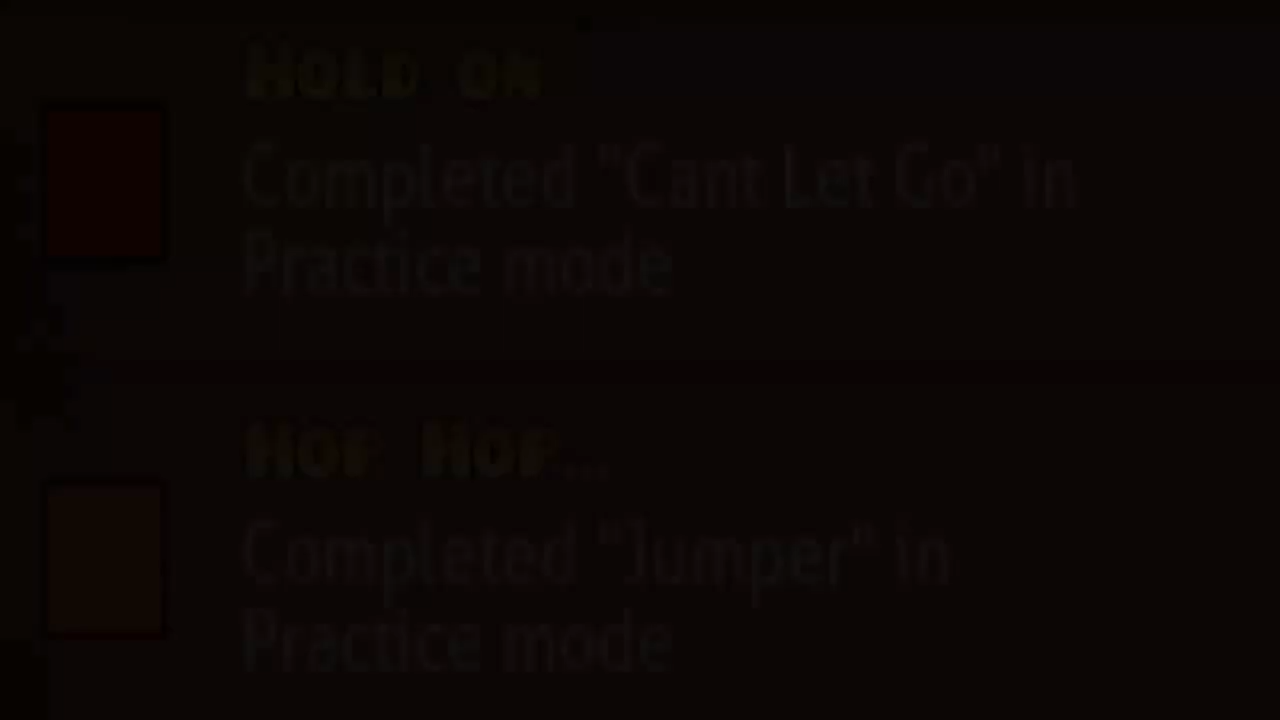 HOLD ON
Completed "Cant Let Go" in
Practice mode
HOP HOP...
Completed "Jumper" in
Practice mode